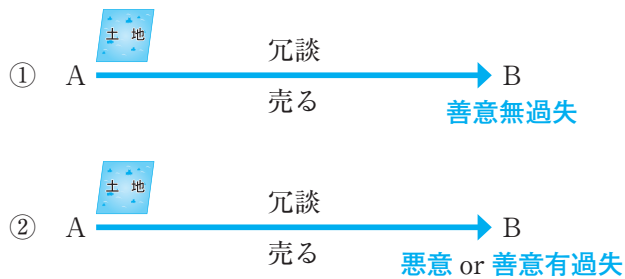 土 地
冗談
① A B
売る
善意無過失
土 地
冗談
② A B
売る
悪意 or 善意有過失